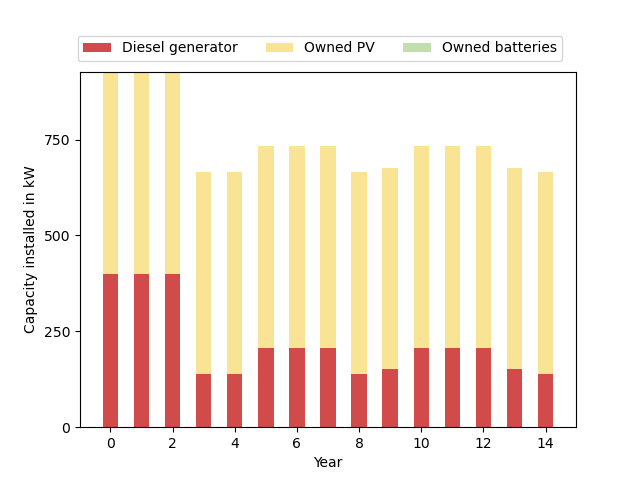 Diesel generator Owned PV Owned batteries
750
500
250
0
Capacity installed in kW
0 2 4 6 8 10 12 14
Year